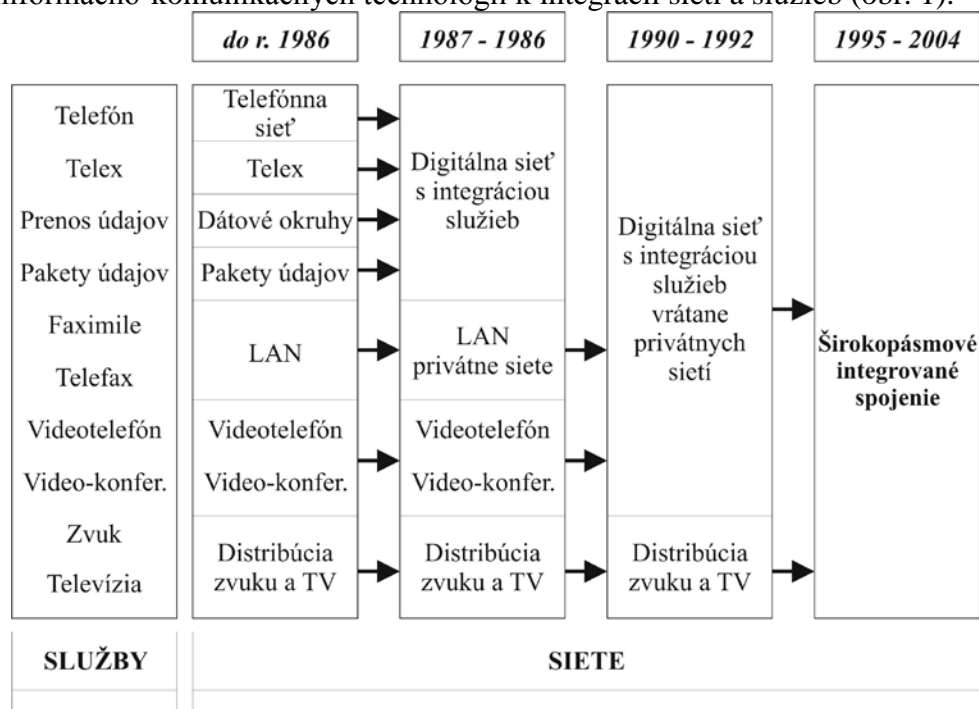 informačno-komunikačných technológií k integrácii sietí a služieb (obr. 1).
do r. 1986
1987 - 1986
1990 - 1992
1995 - 2004
Telefón
Telex
Prenos údajov
Pakety údajov
Faximile
Telefax
Videotelefón
Video-konfer.
Zvuk
Televízia
Telefónna
sieť
Telex
Dátové okruhy
Pakety údajov
LAN
Videotelefón
Video-konfer.
Distribúcia
zvuku a TV
Digitálna sieť
s integráciou
služieb
LAN
privátne siete
Videotelefón
Video-konfer.
Distribúcia
zvuku a TV
Digitálna sieť
s integráciou
služieb
vrátane
privátnych
sietí
Distribúcia
zvuku a TV
Širokopásmové
integrované
spojenie
SLUŽBY
SIETE